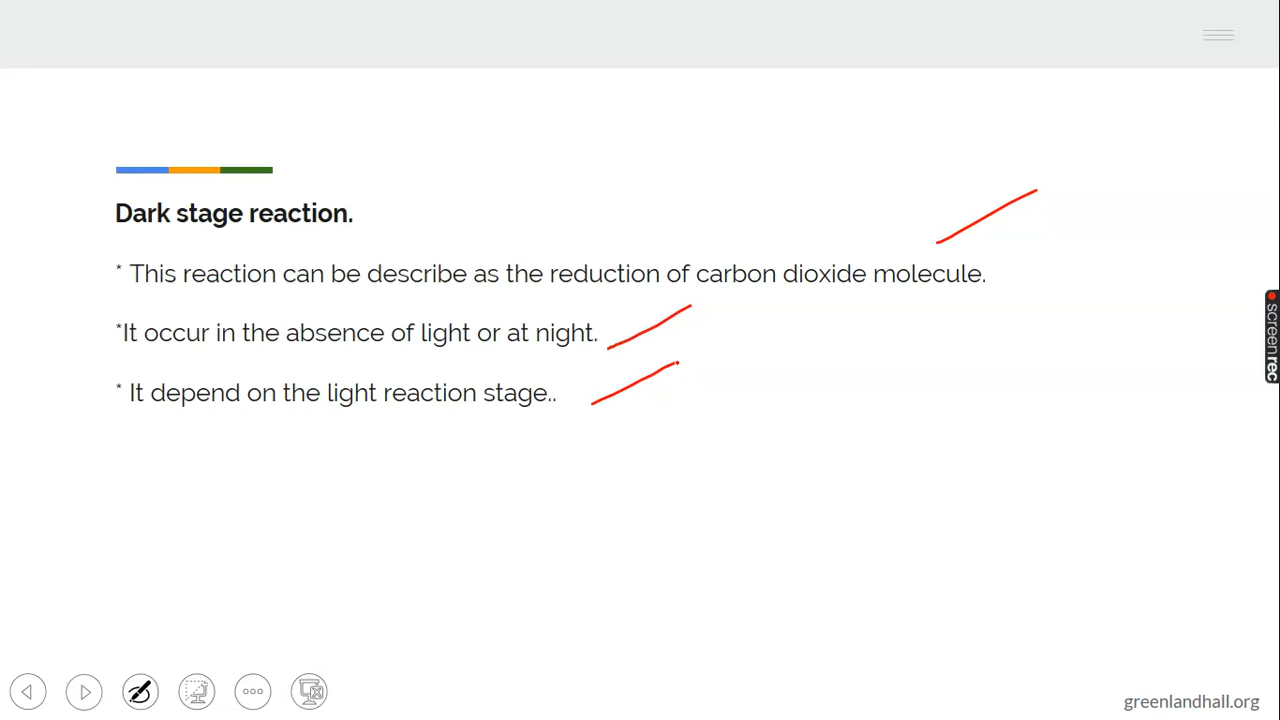 Dark stage reaction.
* This reaction can be describe as the reduction of carbon dioxide molecule.
*It occur in the absence of light or at night.
* It depend on the light reaction stage..
screenrec
greenlandhall.org